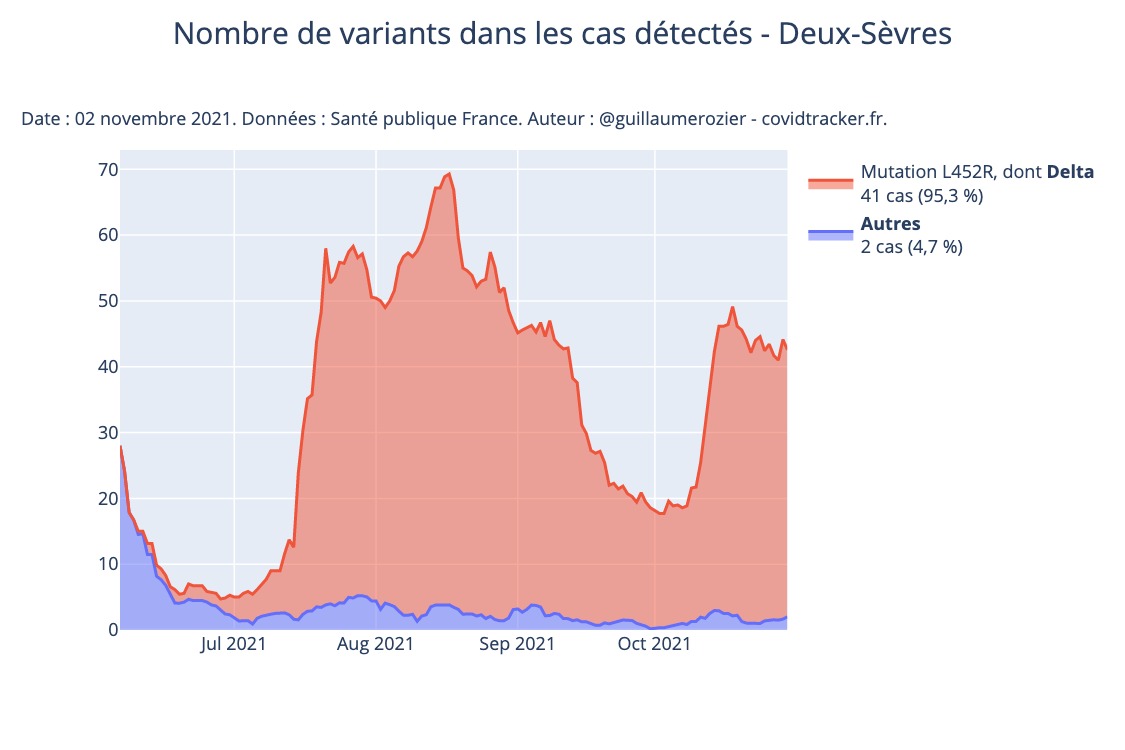 Nombre de variants dans les cas détectés - Deux-Sèvres
Date : 02 novembre 2021. Données : Santé publique France. Auteur : @guillaumerozier - covidtracker.fr.
70
60
50
40
30
20
10
0
Jul 2021
Aug 2021
Sep 2021
Oct 2021
Mutation L452R, dont Delta
41 cas (95,3 %)
Autres
2 cas (4,7 %)